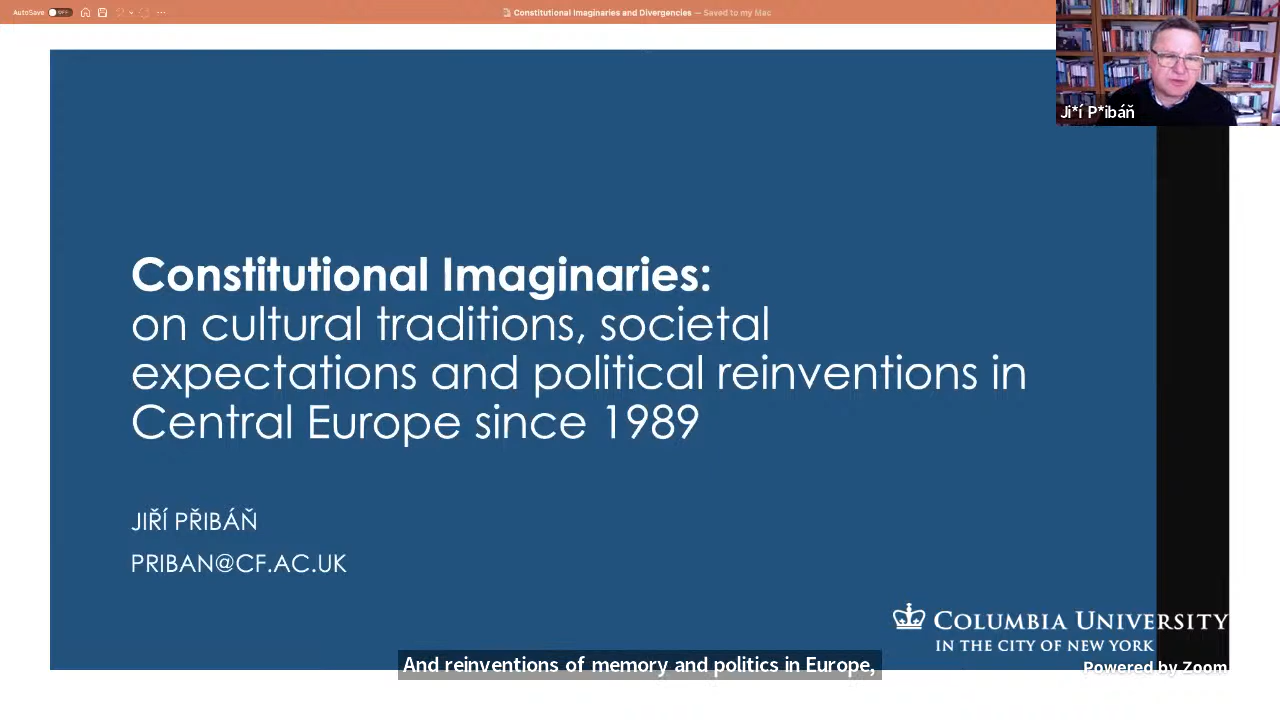 AutoSave OFF
Constitutional Imaginaries and Divergencies — Saved to my Mac
Ji*í P*ibáň
Constitutional Imaginaries:
on cultural traditions, societal
expectations and political reinventions in
Central Europe since 1989
JIŘÍ PŘIBÁŇ
PRIBAN@CF.AC.UK
COLUMBIA UNIVERSITY
IN THE CITY OF NEW YORK
And reinventions of memory and politics in Europe,
Powered by Zoom